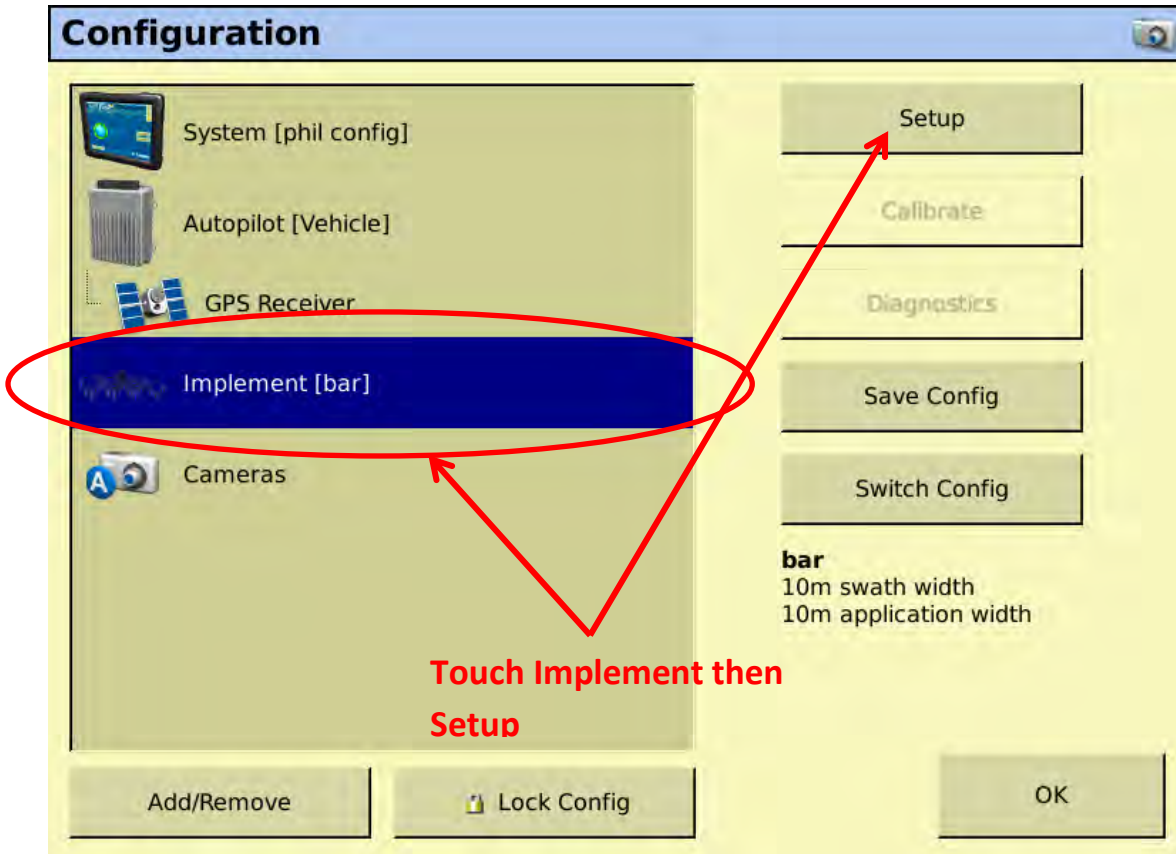 Configuration
System [phil config]
Autopilot [Vehicle]
GPS Receiver
Implement [bar]
Cameras
Setup
Calibrate
Diagnostics
Save Config
Switch Config
bar
10m swath width
10m application width
Touch Implement then
Setup
Add/Remove
Lock Config
OK